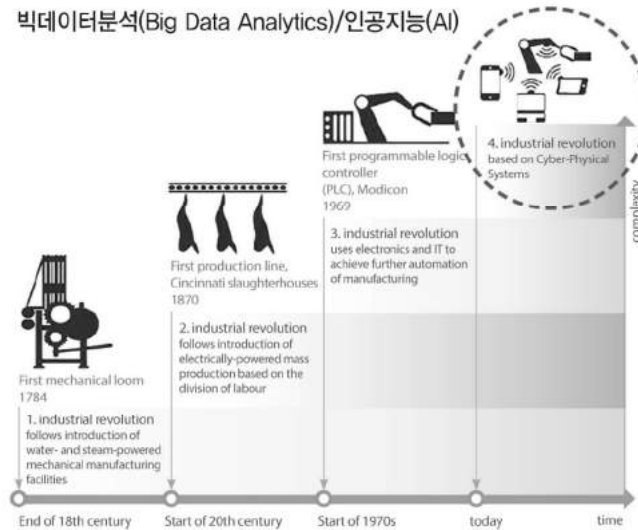 빅데이터분석(Big Data Analytics)/인공지능(AI)
4. industrial revolution
based on Cyber-Physical
Systems
First programmable logic
controller
(PLC), Modicon
1969
3. industrial revolution
uses electronics and IT to
achieve further automation
of manufacturing
First production line,
Cincinnati slaughterhouses
1870
2. industrial revolution
follows introduction of
electrically-powered mass
production based on the
division of labour
First mechanical loom
1784
1. industrial revolution
follows introduction of
water- and steam-powered
mechanical manufacturing
facilities
complexity
End of 18th century
Start of 20th century
Start of 1970s
today
time